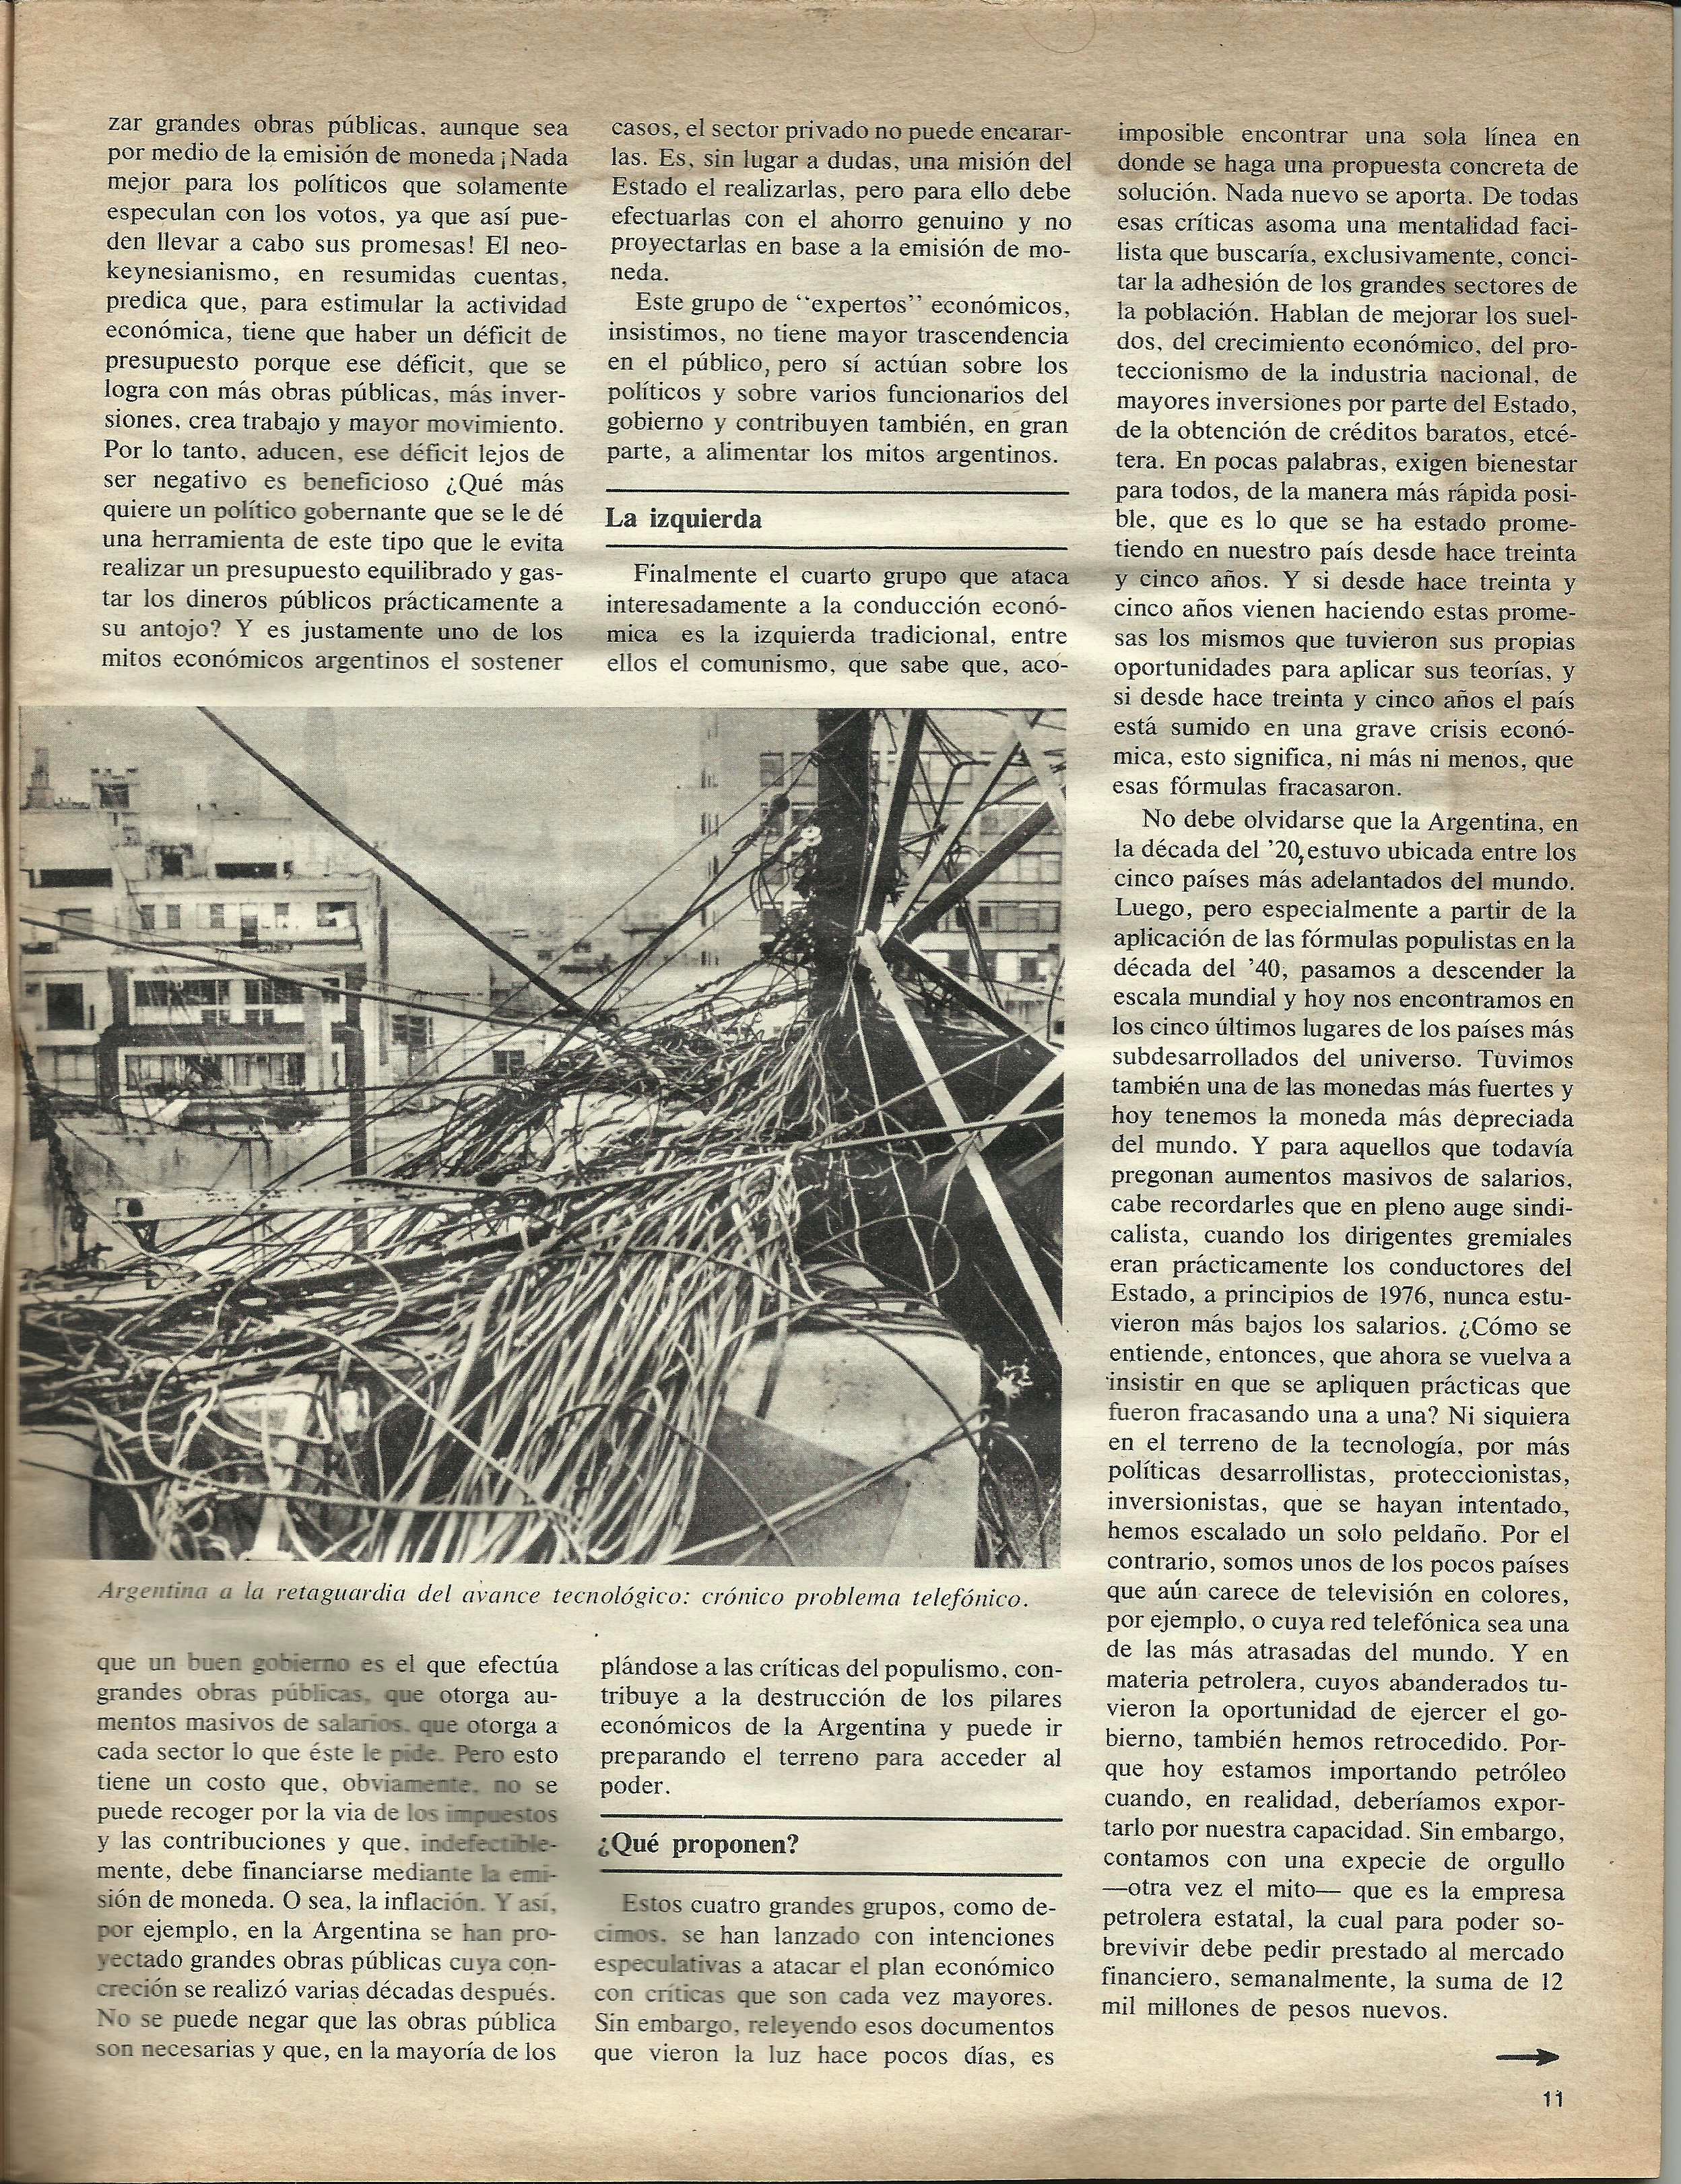 zar grandes obras públicas, aunque sea
por medio de la emisión de moneda ¡Nada
mejor para los políticos que solamente
especulan con los votos, ya que así pue-
den llevar a cabo sus promesas! El neo-
keynesianismo, en resumidas cuentas,
predica que, para estimular la actividad
económica, tiene que haber un déficit de
presupuesto porque ese déficit, que se
logra con más obras públicas, más inver-
siones, crea trabajo y mayor movimiento.
Por lo tanto, aducen, ese déficit lejos de
ser negativo es beneficioso ¿Qué más
quiere un político gobernante que se le dé
una herramienta de este tipo que le evita
realizar un presupuesto equilibrado y gas-
tar los dineros públicos prácticamente a
su antojo? Y es justamente uno de los
mitos económicos argentinos el sostener
que un buen gobierno es el que efectúa
grandes obras públicas, que otorga au-
mentos masivos de salarios, que otorga a
cada sector lo que éste le pide. Pero esto
tiene un costo que, obviamente, no se
puede recoger por la via de los impuestos
y las contribuciones y que, indefectible-
mente, debe financiarse mediante la emi-
sión de moneda. O sea, la inflación. Y así,
por ejemplo, en la Argentina se han pro-
yectado grandes obras públicas cuya con-
creción se realizó varias décadas después.
No se puede negar que las obras pública
son necesarias y que, en la mayoría de los
casos, el sector privado no puede encarar-
las. Es, sin lugar a dudas, una misión del
Estado el realizarlas, pero para ello debe
efectuarlas con el ahorro genuino y no
proyectarlas en base a la emisión de mo-
neda.
Este grupo de “expertos” económicos,
insistimos, no tiene mayor trascendencia
en el público, pero sí actúan sobre los
políticos y sobre varios funcionarios del
gobierno y contribuyen también, en gran
parte, a alimentar los mitos argentinos.
La izquierda
Finalmente el cuarto grupo que ataca
interesadamente a la conducción econó-
mica es la izquierda tradicional, entre
ellos el comunismo, que sabe que, aco-
plándose a las críticas del populismo, con-
tribuye a la destrucción de los pilares
económicos de la Argentina y puede ir
preparando el terreno para acceder al
poder.
¿Qué proponen?
Estos cuatro grandes grupos, como de-
cimos, se han lanzado con intenciones
especulativas a atacar el plan económico
con críticas que son cada vez mayores.
Sin embargo, releyendo esos documentos
que vieron la luz hace pocos días, es
imposible encontrar una sola línea en
donde se haga una propuesta concreta de
solución. Nada nuevo se aporta. De todas
esas críticas asoma una mentalidad faci-
lista que buscaría, exclusivamente, conci-
tar la adhesión de los grandes sectores de
la población. Hablan de mejorar los suel-
dos, del crecimiento económico, del pro-
teccionismo de la industria nacional, de
mayores inversiones por parte del Estado,
de la obtención de créditos baratos, etcé-
tera. En pocas palabras, exigen bienestar
para todos, de la manera más rápida posi-
ble, que es lo que se ha estado prome-
tiendo en nuestro país desde hace treinta
y cinco años. Y si desde hace treinta y
cinco años vienen haciendo estas prome-
sas los mismos que tuvieron sus propias
oportunidades para aplicar sus teorías, y
si desde hace treinta y cinco años el país
está sumido en una grave crisis econó-
mica, esto significa, ni más ni menos, que
esas fórmulas fracasaron.
No debe olvidarse que la Argentina, en
la década del ’20, estuvo ubicada entre los
cinco países más adelantados del mundo.
Luego, pero especialmente a partir de la
aplicación de las fórmulas populistas en la
década del ’40, pasamos a descender la
escala mundial y hoy nos encontramos en
los cinco últimos lugares de los países más
subdesarrollados del universo. Tuvimos
también una de las monedas más fuertes y
hoy tenemos la moneda más depreciada
del mundo. Y para aquellos que todavía
pregonan aumentos masivos de salarios,
cabe recordarles que en pleno auge sindi-
calista, cuando los dirigentes gremiales
eran prácticamente los conductores del
Estado, a principios de 1976, nunca estu-
vieron más bajos los salarios. ¿Cómo se
entiende, entonces, que ahora se vuelva a
insistir en que se apliquen prácticas que
fueron fracasando una a una? Ni siquiera
en el terreno de la tecnología, por más
políticas desarrollistas, proteccionistas,
inversionistas, que se hayan intentado,
hemos escalado un solo peldaño. Por el
contrario, somos unos de los pocos países
que aún carece de televisión en colores,
por ejemplo, o cuya red telefónica sea una
de las más atrasadas del mundo. Y en
materia petrolera, cuyos abanderados tu-
vieron la oportunidad de ejercer el go-
bierno, también hemos retrocedido. Por-
que hoy estamos importando petróleo
cuando, en realidad, deberíamos expor-
tarlo por nuestra capacidad. Sin embargo,
contamos con una expecie de orgullo
—otra vez el mito— que es la empresa
petrolera estatal, la cual para poder so-
brevivir debe pedir prestado al mercado
financiero, semanalmente, la suma de 12
mil millones de pesos nuevos.
Argentina a la retaguardia del avance tecnológico: crónico problema telefónico.
11